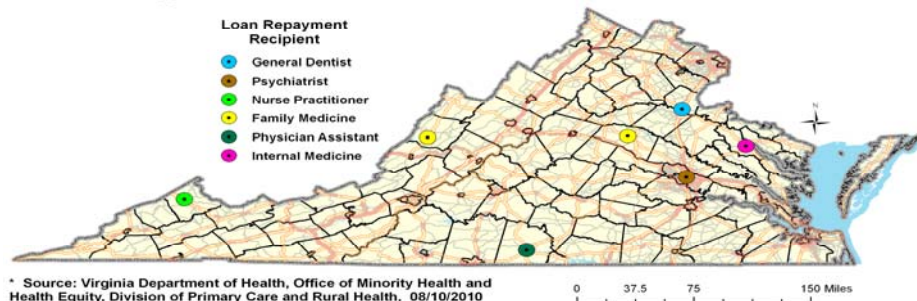 Loan Repayment
Recipient
General Dentist
Psychiatrist
Nurse Practitioner
Family Medicine
Physician Assistant
Internal Medicine
N
* Source: Virginia Department of Health, Office of Minority Health and
Health Equity, Division of Primary Care and Rural Health, 08/10/2010
0 37.5 75 150 Miles